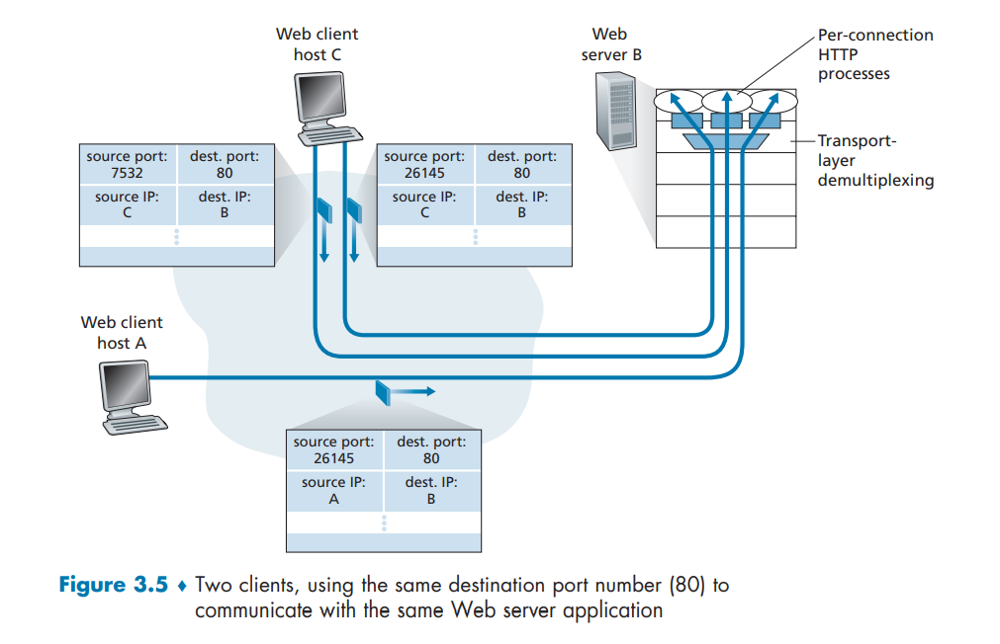 Web client
host C
Web
server B
Per-connection
HTTP
processes
Transport-
layer
demultiplexing
source port:
7532
dest. port:
80
source IP:
C
dest. IP:
B
source port:
26145
dest. port:
80
source IP:
C
dest. IP:
B
Web client
host A
source port:
26145
dest. port:
80
source IP:
A
dest. IP:
B
Figure 3.5 ♦ Two clients, using the same destination port number (80) to
communicate with the same Web server application